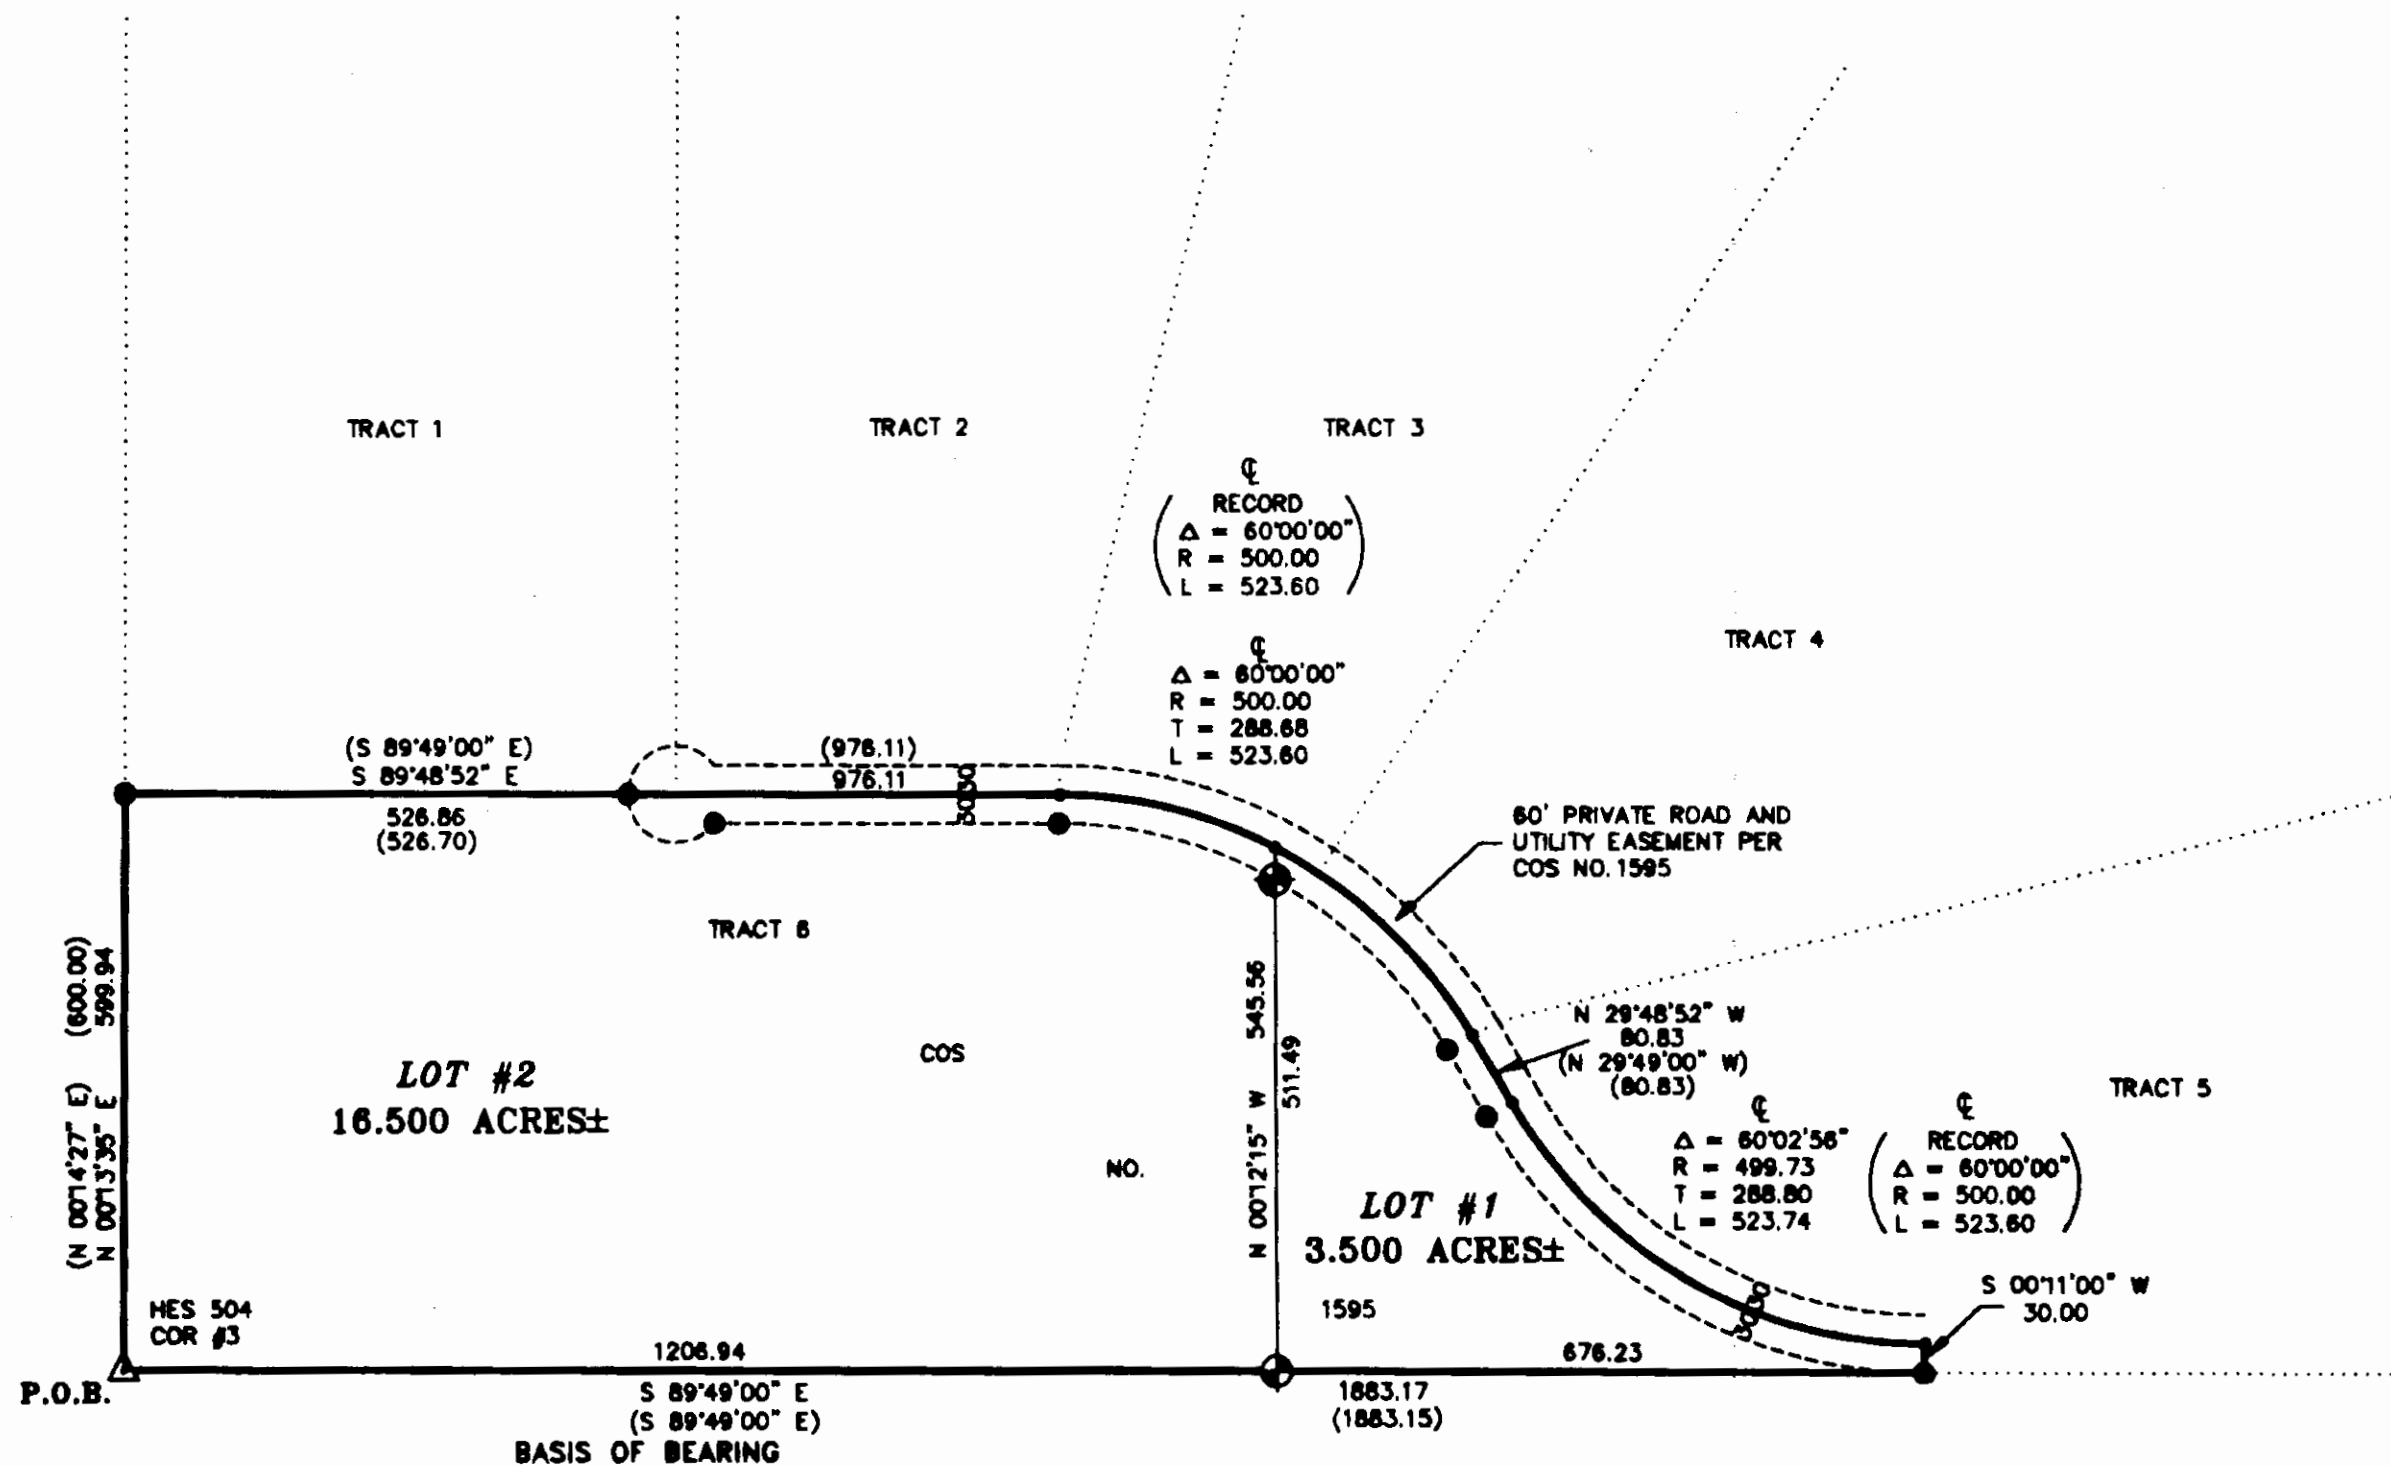 TRACT 1
TRACT 2
TRACT 3
℄
RECORD
Δ = 60°00'00"
R = 500.00
L = 523.60
℄
Δ = 60°00'00"
R = 500.00
T = 288.68
L = 523.60
TRACT 4
(S 89°49'00" E)
S 89°48'52" E
526.86
(526.70)
(976.11)
976.11
30
30
60' PRIVATE ROAD AND
UTILITY EASEMENT PER
COS NO.1595
TRACT 6
COS
NO.
1595
(N 00°14'27" E) (600.00)
N 00°13'35" E 599.94
LOT #2
16.500 ACRES±
N 00°12'15" W 545.56
511.49
N 29°48'52" W
80.83
(N 29°49'00" W)
(80.83)
TRACT 5
℄
Δ = 60°02'56"
R = 499.73
T = 288.80
L = 523.74
℄
RECORD
Δ = 60°00'00"
R = 500.00
L = 523.60
LOT #1
3.500 ACRES±
30
30
S 00°11'00" W
30.00
HES 504
COR #3
P.O.B.
1206.94
676.23
S 89°49'00" E
(S 89°49'00" E)
1883.17
(1883.15)
BASIS OF BEARING